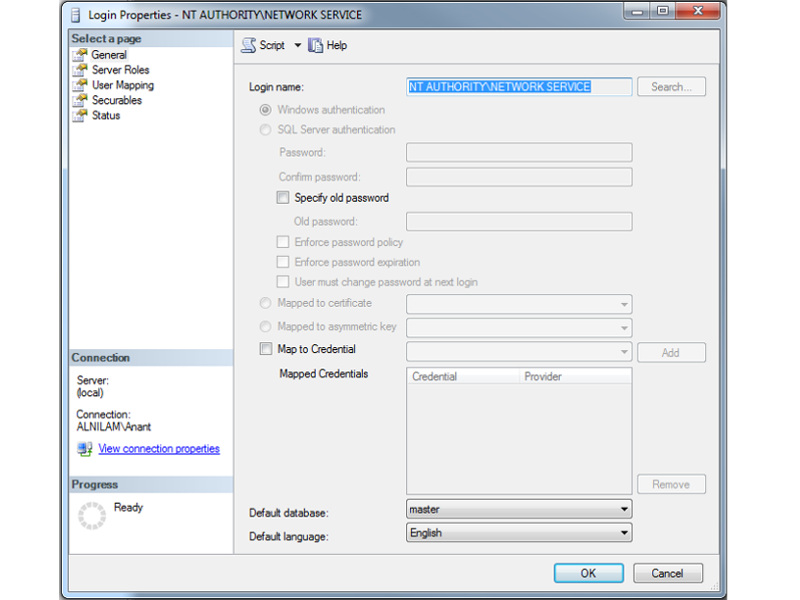 Login Properties - NT AUTHORITY\NETWORK SERVICE
Select a page
General
Server Roles
User Mapping
Securables
Status
Connection
Server:
(local)
Connection:
ALNILAM\Anant
View connection properties
Progress
Ready
Script Help
Login name: NT AUTHORITY\NETWORK SERVICE Search...
Windows authentication
SQL Server authentication
Password:
Confirm password:
Specify old password
Old password:
Enforce password policy
Enforce password expiration
User must change password at next login
Mapped to certificate
Mapped to asymmetric key
Map to Credential Add
Mapped Credentials Credential Provider
Remove
Default database: master
Default language: English
OK Cancel